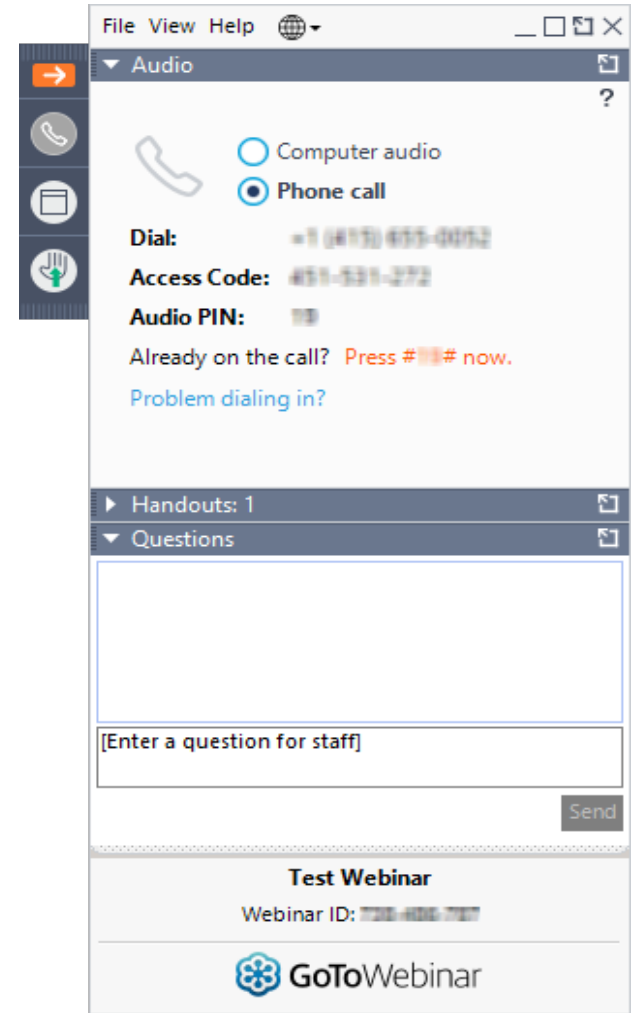 File View Help
Audio
?
Computer audio
Phone call
Dial:
Access Code:
Audio PIN:
Already on the call? Press # # now.
Problem dialing in?
Handouts: 1
Questions
[Enter a question for staff]
Send
Test Webinar
Webinar ID:
GoToWebinar